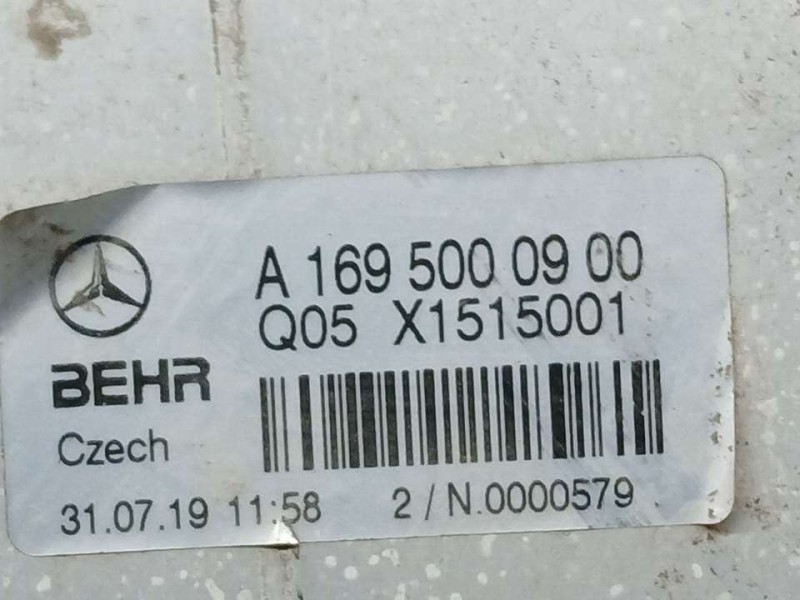 A 169 500 09 00
Q05 X1515001
BEHR
Czech
31.07.19 11:58 2 / N.0000579